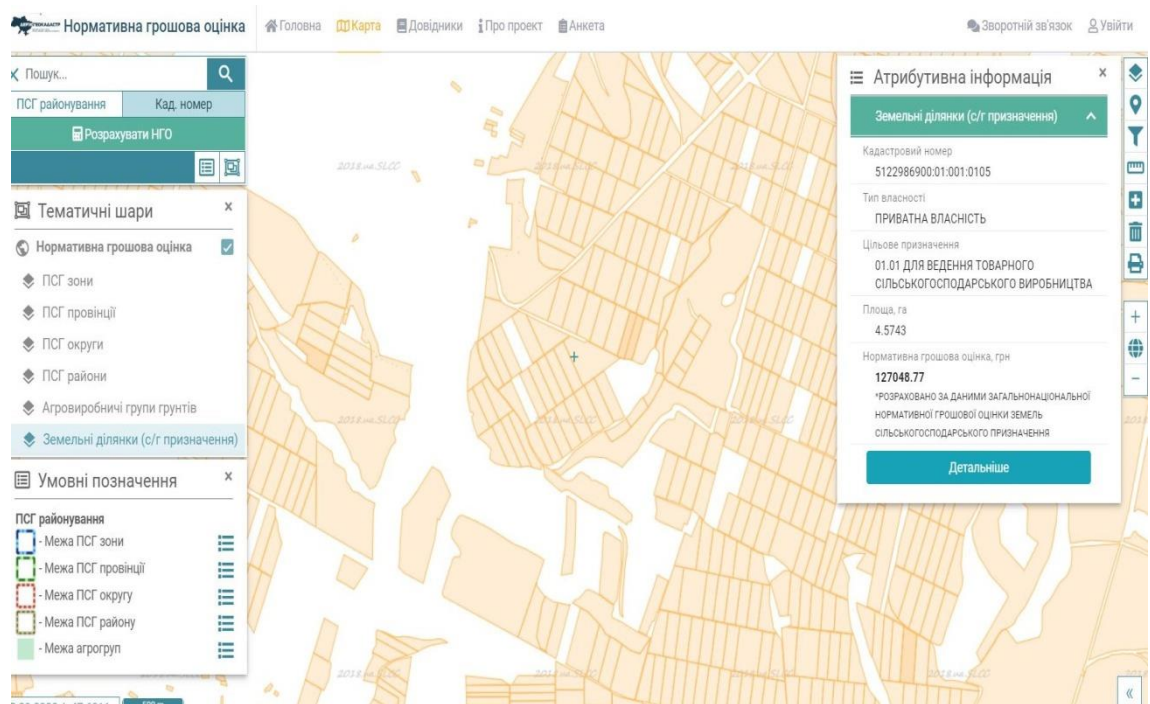 Нормативна грошова оцінка
Головна
Карта
Довідники
Про проект
Анкета
Зворотній зв'язок
Увійти
Пошук...
ПСГ районування
Кад. номер
Розрахувати НГО
Тематичні шари
×
Нормативна грошова оцінка
ПСГ зони
ПСГ провінції
ПСГ округи
ПСГ райони
Агровиробничі групи грунтів
Земельні ділянки (с/г призначення)
Умовні позначення
×
ПСГ районування
- Межа ПСГ зони
- Межа ПСГ провінції
- Межа ПСГ округу
- Межа ПСГ району
- Межа агрогруп
Атрибутивна інформація
×
Земельні ділянки (с/г призначення)
Кадастровий номер
5122986900:01:001:0105
Тип власності
ПРИВАТНА ВЛАСНІСТЬ
Цільове призначення
01.01 ДЛЯ ВЕДЕННЯ ТОВАРНОГО
СІЛЬСЬКОГОСПОДАРСЬКОГО ВИРОБНИЦТВА
Площа, га
4.5743
Нормативна грошова оцінка, грн
127048.77
*РОЗРАХОВАНО ЗА ДАНИМИ ЗАГАЛЬНОНАЦІОНАЛЬНОЇ
НОРМАТИВНОЇ ГРОШОВОЇ ОЦІНКИ ЗЕМЕЛЬ
СІЛЬСЬКОГОСПОДАРСЬКОГО ПРИЗНАЧЕННЯ
Детальніше